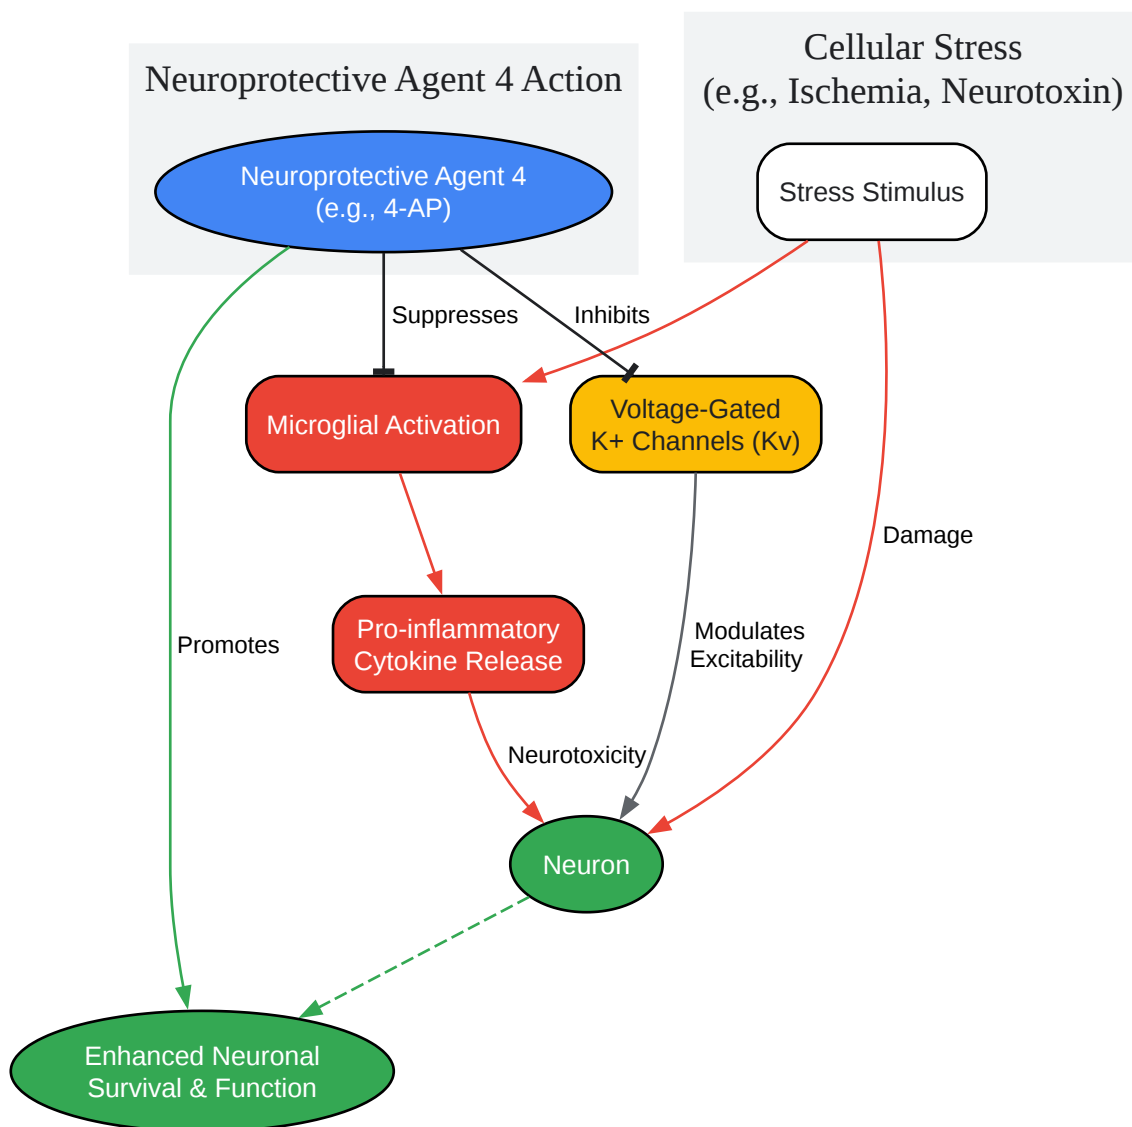 Neuroprotective Agent 4 Action
Cellular Stress
(e.g., Ischemia, Neurotoxin)
Neuroprotective Agent 4
(e.g., 4-AP)
Stress Stimulus
Suppresses
Inhibits
Microglial Activation
Voltage-Gated
K+ Channels (Kv)
Damage
Promotes
Pro-inflammatory
Cytokine Release
Modulates
Excitability
Neurotoxicity
Neuron
Enhanced Neuronal
Survival & Function